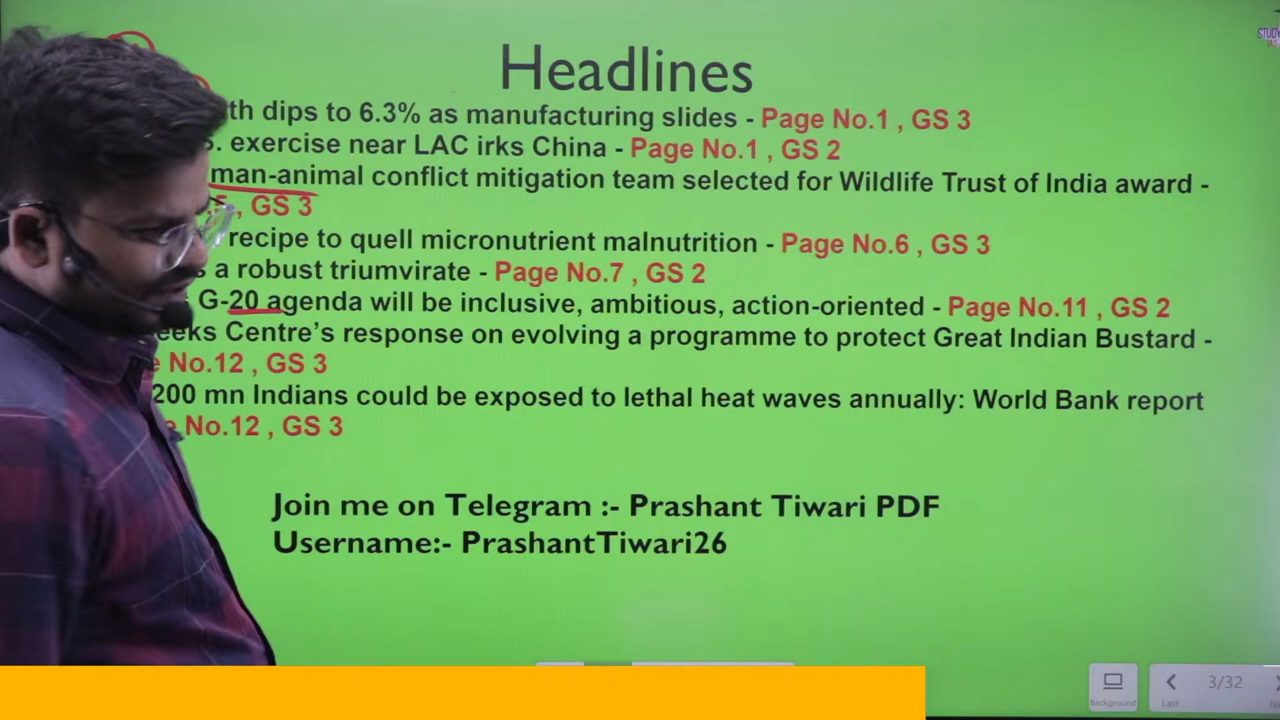 Headlines
dips to 6.3% as manufacturing slides - Page No.1 , GS 3
exercise near LAC irks China - Page No.1 , GS 2
man-animal conflict mitigation team selected for Wildlife Trust of India award -
, GS 3
recipe to quell micronutrient malnutrition - Page No.6 , GS 3
a robust triumvirate - Page No.7 , GS 2
G-20 agenda will be inclusive, ambitious, action-oriented - Page No.11 , GS 2
Centre’s response on evolving a programme to protect Great Indian Bustard -
No.12 , GS 3
200 mn Indians could be exposed to lethal heat waves annually: World Bank report
No.12 , GS 3
Join me on Telegram :- Prashant Tiwari PDF
Username:- PrashantTiwari26
STUDY
Background
Last
3/32